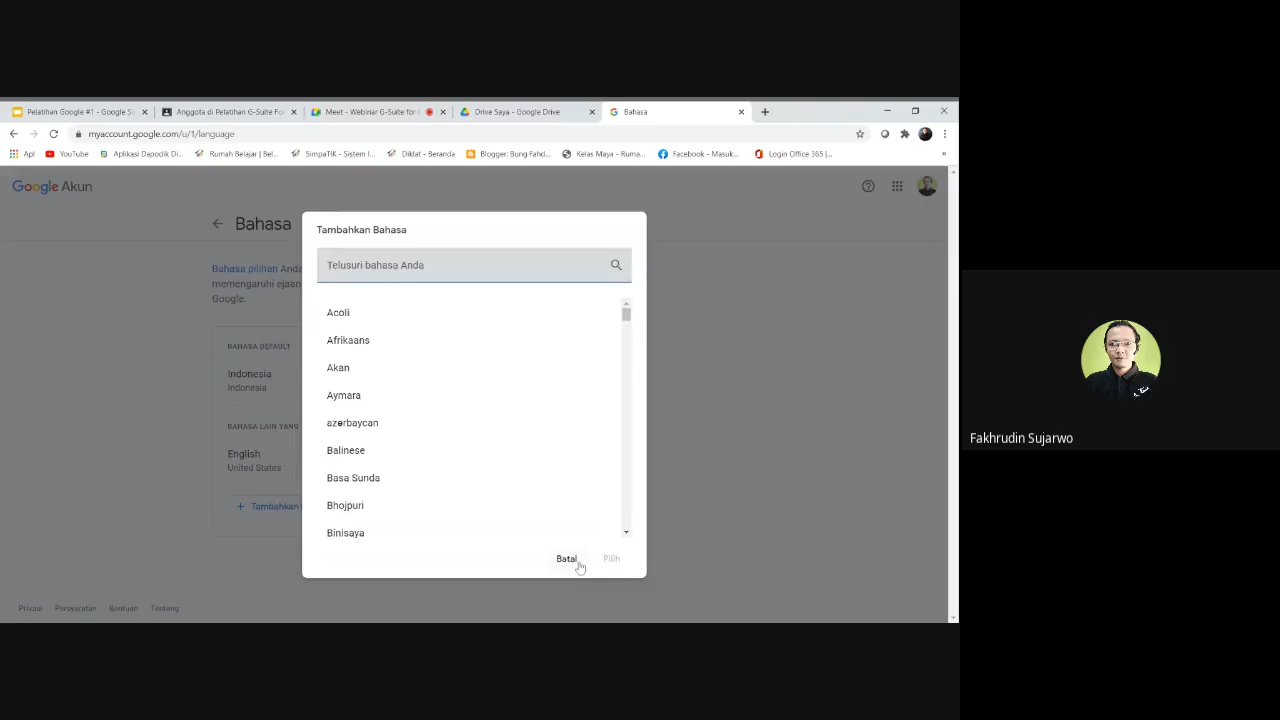 Pelatihan Google #1 - Google Sl
Anggota di Pelatihan G-Suite Fo
Meet - Webinar G-Suite for
Drive Saya - Google Drive
Bahasa
myaccount.google.com/u/1/language
Apl
YouTube
Aplikasi Dapodik Di...
Rumah Belajar | Bel...
SimpaTIK - Sistem I...
Diklat - Beranda
Blogger: Bung Fahd...
Kelas Maya - Ruma...
Facebook - Masuk...
Login Office 365 |...
»
Google Akun
Bahasa
Bahasa pilihan Anda
memengaruhi ejaan
Google.
BAHASA DEFAULT
Indonesia
Indonesia
BAHASA LAIN YANG
English
United States
+ Tambahkan
Tambahkan Bahasa
Telusuri bahasa Anda
Acoli
Afrikaans
Akan
Aymara
azərbaycan
Balinese
Basa Sunda
Bhojpuri
Binisaya
Batal
Pilih
Privasi
Persyaratan
Bantuan
Tentang
Fakhrudin Sujarwo